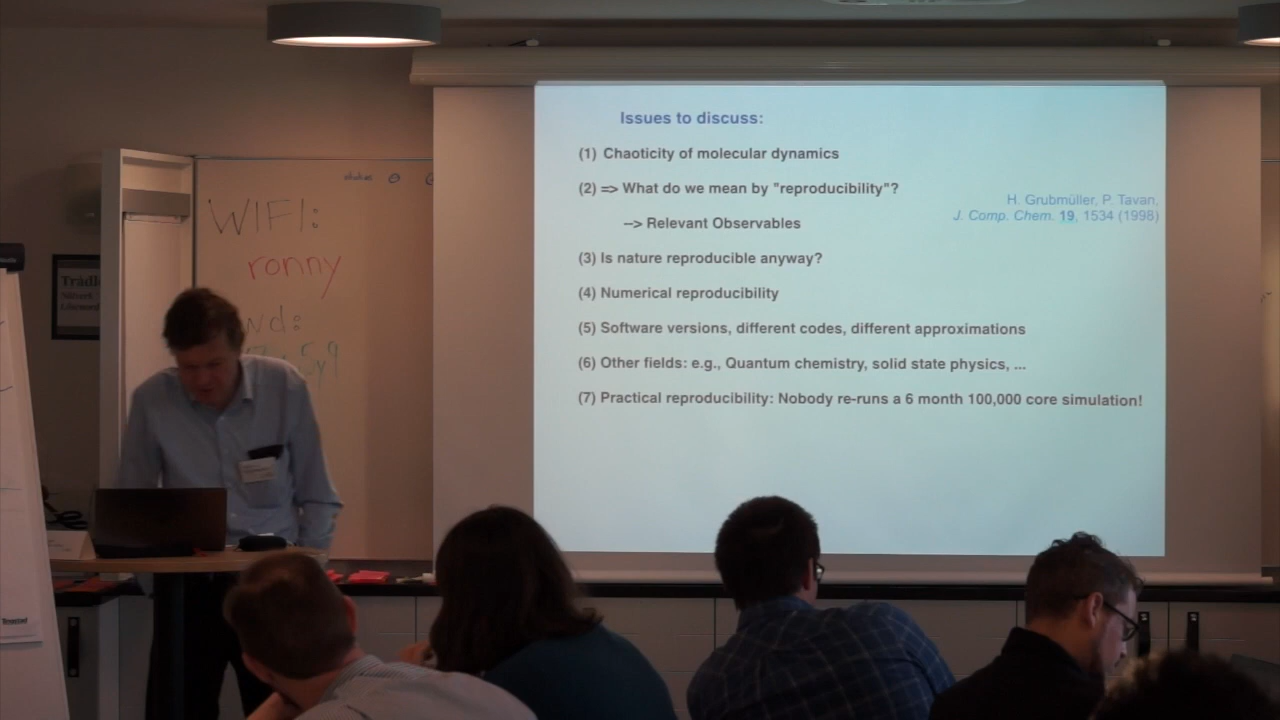 Issues to discuss:
(1) Chaoticity of molecular dynamics
(2) => What do we mean by "reproducibility"?
H. Grubmüller, P. Tavan,
J. Comp. Chem. 19, 1534 (1998)
–> Relevant Observables
(3) Is nature reproducible anyway?
(4) Numerical reproducibility
(5) Software versions, different codes, different approximations
(6) Other fields: e.g., Quantum chemistry, solid state physics, ...
(7) Practical reproducibility: Nobody re-runs a 6 month 100,000 core simulation!
WIFI:
ronny